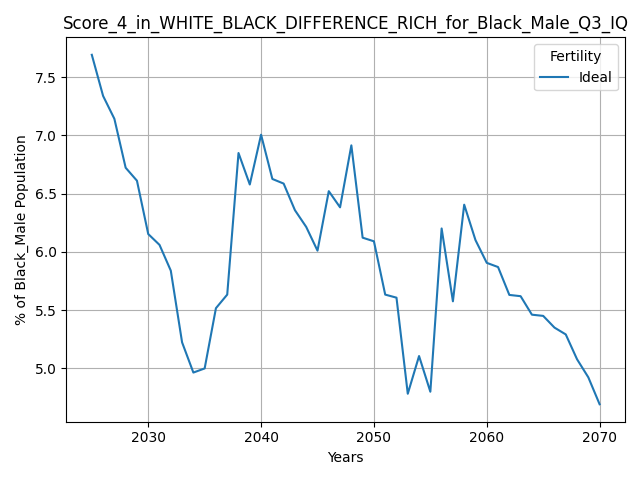 Score_4_in_WHITE_BLACK_DIFFERENCE_RICH_for_Black_Male_Q3_IQ
Fertility
Ideal
7.5
7.0
6.5
6.0
5.5
5.0
% of Black_Male Population
2030 2040 2050 2060 2070
Years